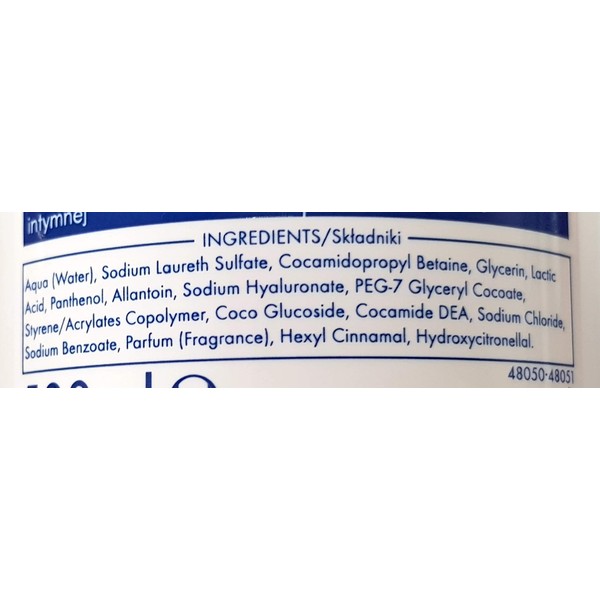 intymnej
INGREDIENTS/Składniki
Aqua (Water), Sodium Laureth Sulfate, Cocamidopropyl Betaine, Glycerin, Lactic
Acid, Panthenol, Allantoin, Sodium Hyaluronate, PEG-7 Glyceryl Cocoate,
Styrene/Acrylates Copolymer, Coco Glucoside, Cocamide DEA, Sodium Chloride,
Sodium Benzoate, Parfum (Fragrance), Hexyl Cinnamal, Hydroxycitronellal.
48050-48051